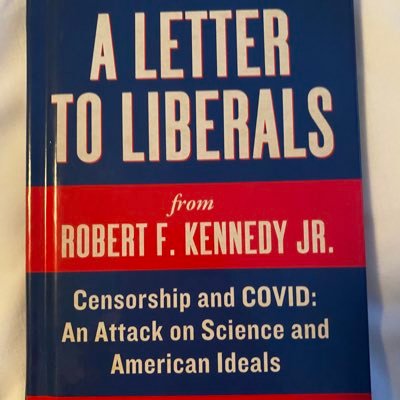 A LETTER
TO LIBERALS
from
ROBERT F. KENNEDY JR.
Censorship and COVID:
An Attack on Science and
American Ideals